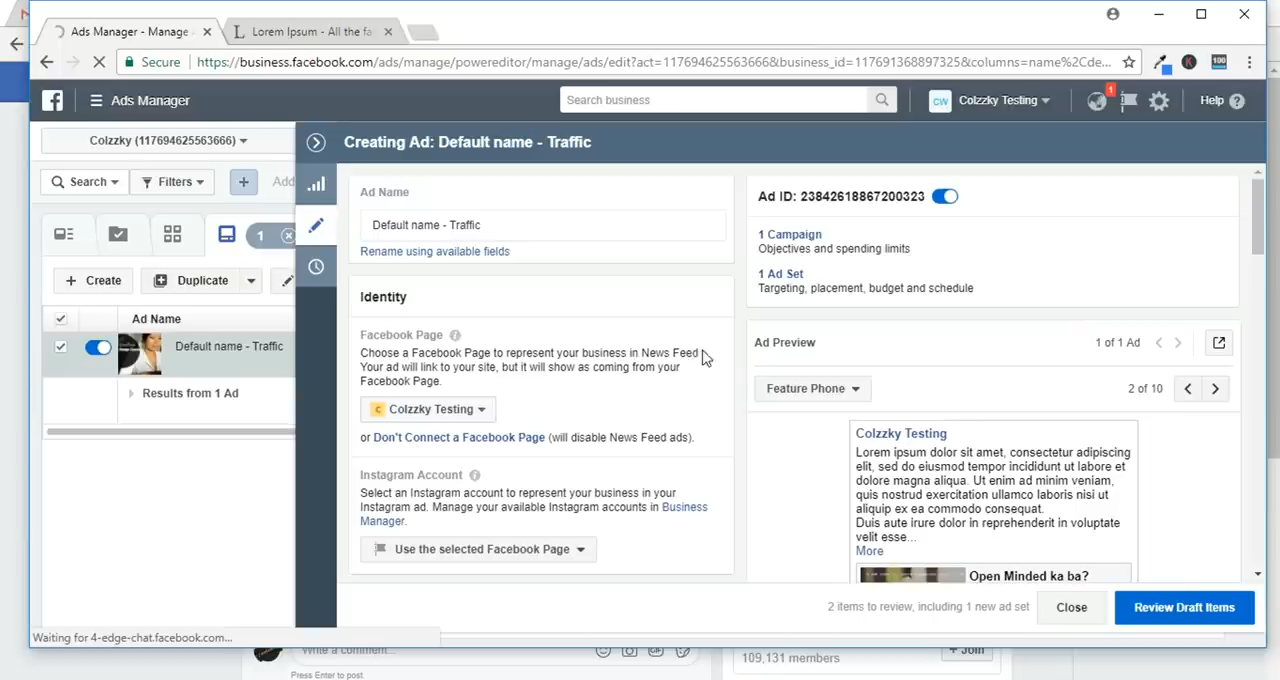 Ads Manager - Manage
Lorem Ipsum - All the fa
Secure
https://business.facebook.com/ads/manage/powereditor/manage/ads/edit?act=117694625563666&business_id=117691368897325&columns=name%2Cde...
100
Ads Manager
Search business
CW
Colzzky Testing
1
Help
Colzzky (117694625563666)
Search
Filters
Add
1
Create
Duplicate
Ad Name
Default name - Traffic
Results from 1 Ad
Creating Ad: Default name - Traffic
Ad Name
Default name - Traffic
Rename using available fields
Identity
Facebook Page
Choose a Facebook Page to represent your business in News Feed
Your ad will link to your site, but it will show as coming from your
Facebook Page.
C Colzzky Testing
or Don't Connect a Facebook Page (will disable News Feed ads).
Instagram Account
Select an Instagram account to represent your business in your
Instagram ad. Manage your available Instagram accounts in Business
Manager.
Use the selected Facebook Page
Ad ID: 23842618867200323
1 Campaign
Objectives and spending limits
1 Ad Set
Targeting, placement, budget and schedule
Ad Preview
1 of 1 Ad
Feature Phone
2 of 10
Colzzky Testing
Lorem ipsum dolor sit amet, consectetur adipiscing
elit, sed do eiusmod tempor incididunt ut labore et
dolore magna aliqua. Ut enim ad minim veniam,
quis nostrud exercitation ullamco laboris nisi ut
aliquip ex ea commodo consequat.
Duis aute irure dolor in reprehenderit in voluptate
velit esse...
More
Open Minded ka ba?
2 items to review, including 1 new ad set
Close
Review Draft Items
Waiting for 4-edge-chat.facebook.com...
Write a comment...
Press Enter to post.
109,131 members
+ Join